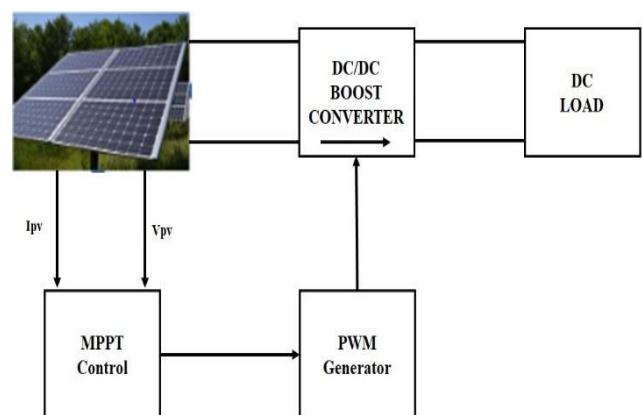 DC/DC
BOOST
CONVERTER
DC
LOAD
Ipv
Vpv
MPPT
Control
PWM
Generator